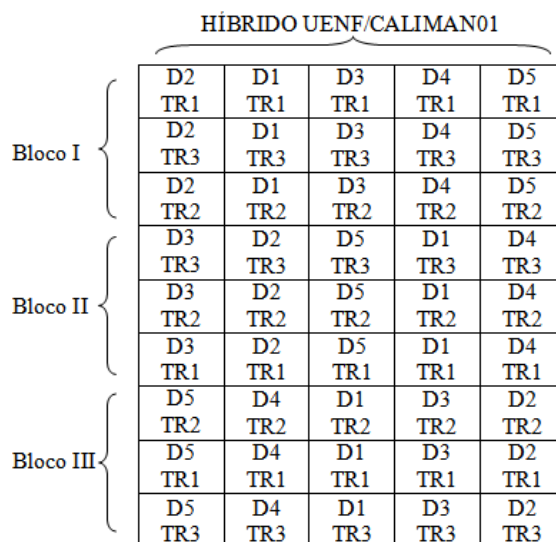 HÍBRIDO UENF/CALIMAN01
D2 D1 D3 D4 D5
TR1 TR1 TR1 TR1 TR1
D2 D1 D3 D4 D5
Bloco I
TR3 TR3 TR3 TR3 TR3
D2 D1 D3 D4 D5
TR2 TR2 TR2 TR2 TR2
D3 D2 D5 D1 D4
TR3 TR3 TR3 TR3 TR3
D3 D2 D5 D1 D4
Bloco II
TR2 TR2 TR2 TR2 TR2
D3 D2 D5 D1 D4
TR1 TR1 TR1 TR1 TR1
D5 D4 D1 D3 D2
TR2 TR2 TR2 TR2 TR2
D5 D4 D1 D3 D2
Bloco III
TR1 TR1 TR1 TR1 TR1
D5 D4 D1 D3 D2
TR3 TR3 TR3 TR3 TR3